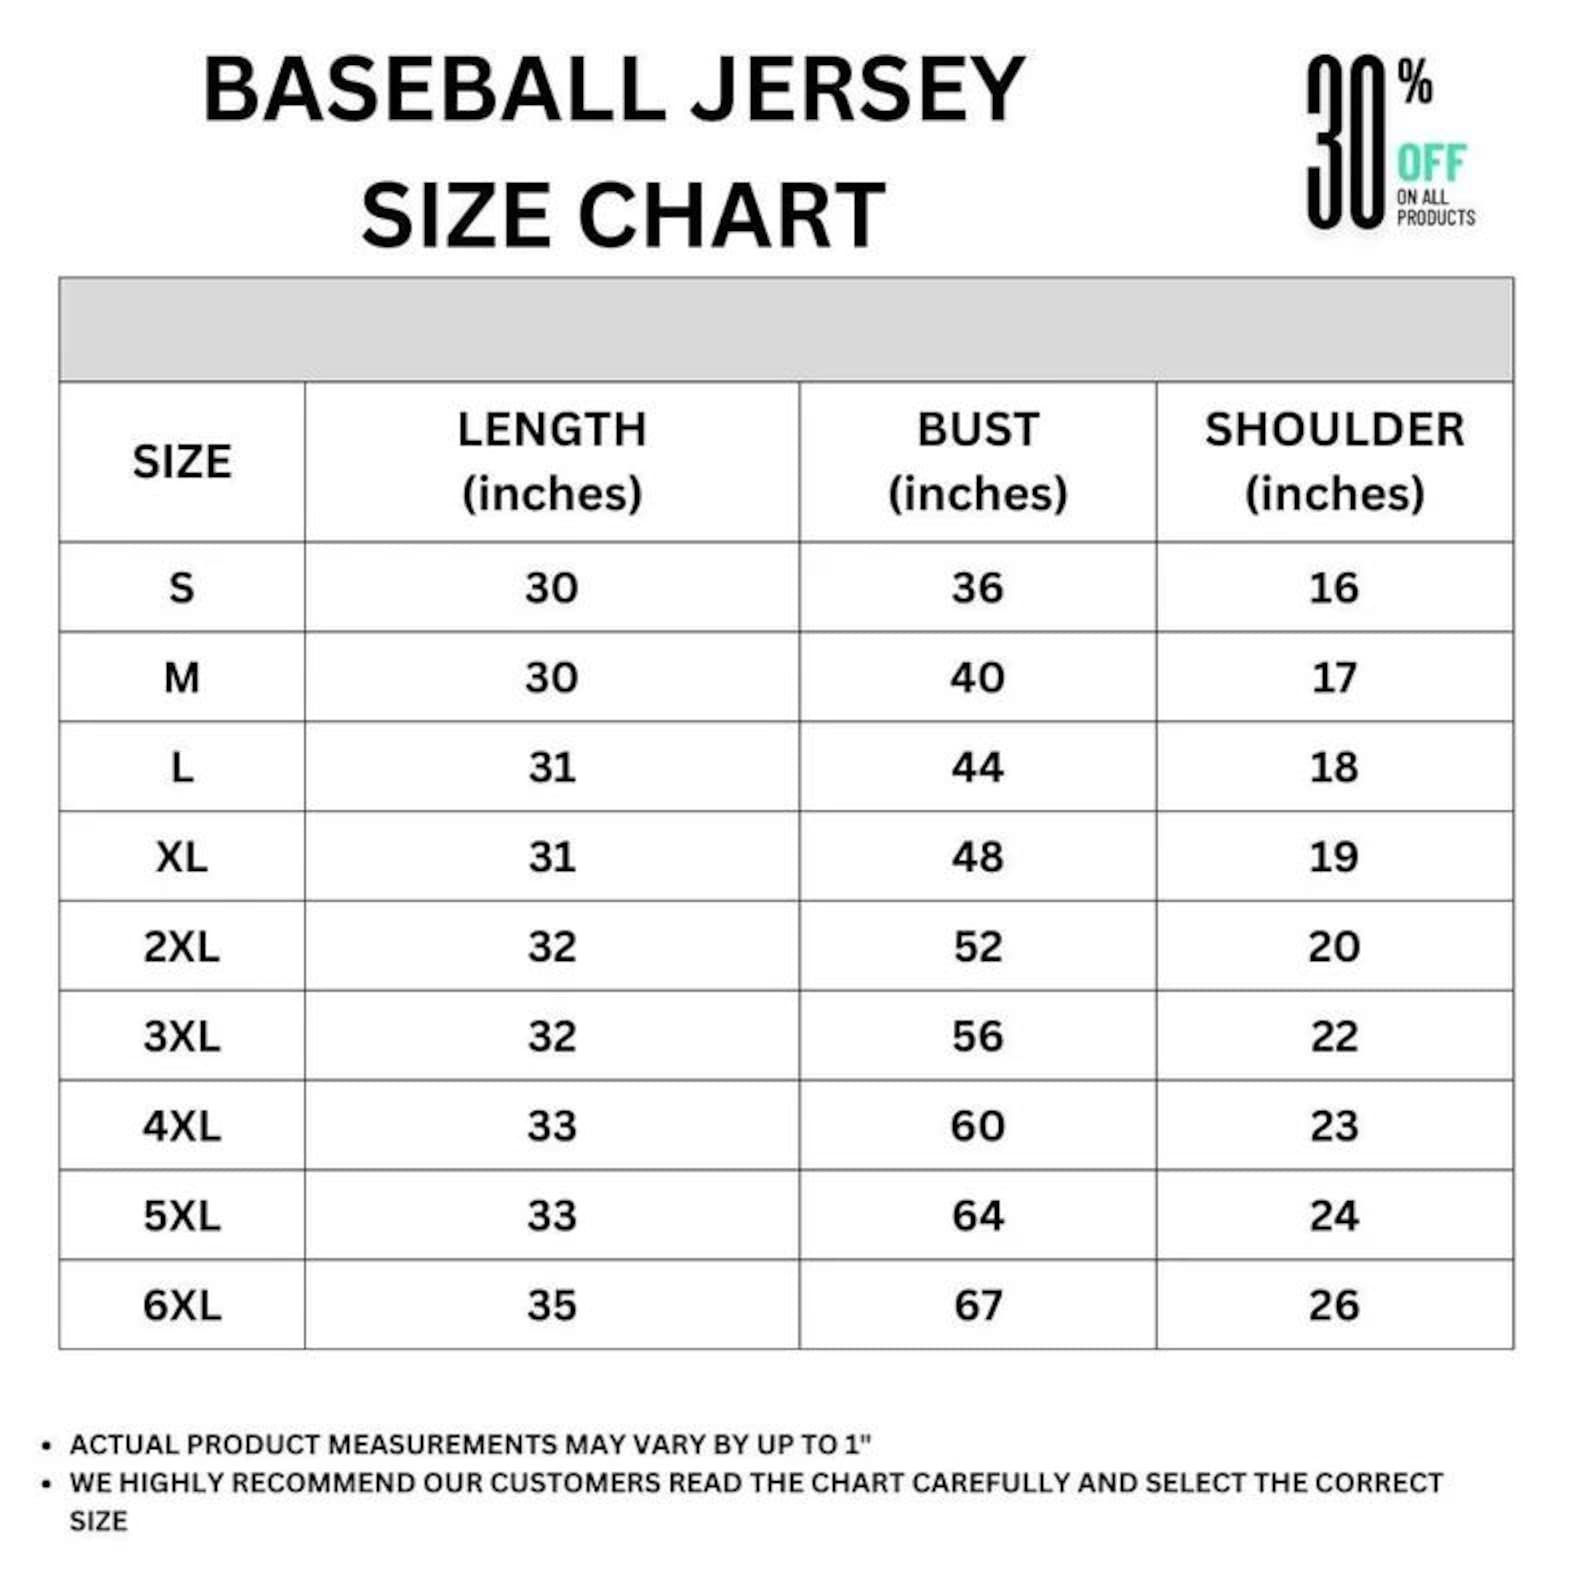 BASEBALL JERSEY
SIZE CHART
30%
OFF
ON ALL
PRODUCTS
SIZE LENGTH (inches) BUST (inches) SHOULDER (inches)
S 30 36 16
M 30 40 17
L 31 44 18
XL 31 48 19
2XL 32 52 20
3XL 32 56 22
4XL 33 60 23
5XL 33 64 24
6XL 35 67 26
• ACTUAL PRODUCT MEASUREMENTS MAY VARY BY UP TO 1"
• WE HIGHLY RECOMMEND OUR CUSTOMERS READ THE CHART CAREFULLY AND SELECT THE CORRECT
SIZE